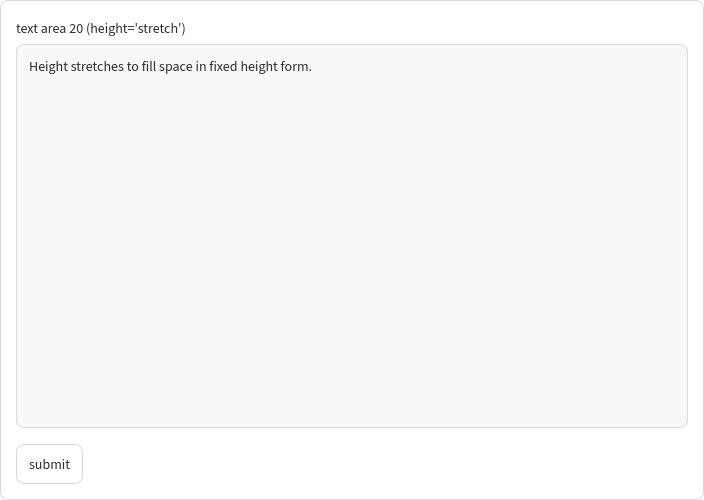 text area 20 (height='stretch')
Height stretches to fill space in fixed height form.
submit